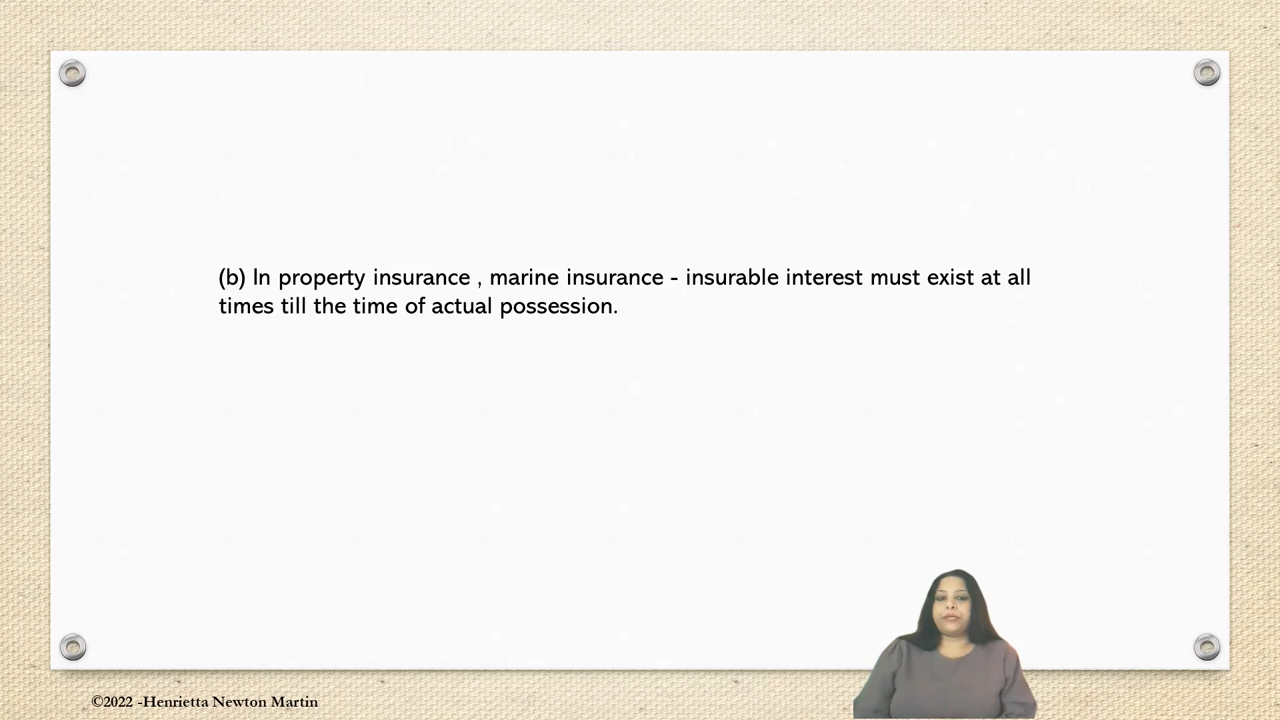 (b) In property insurance , marine insurance - insurable interest must exist at all
times till the time of actual possession.
©2022 -Henrietta Newton Martin